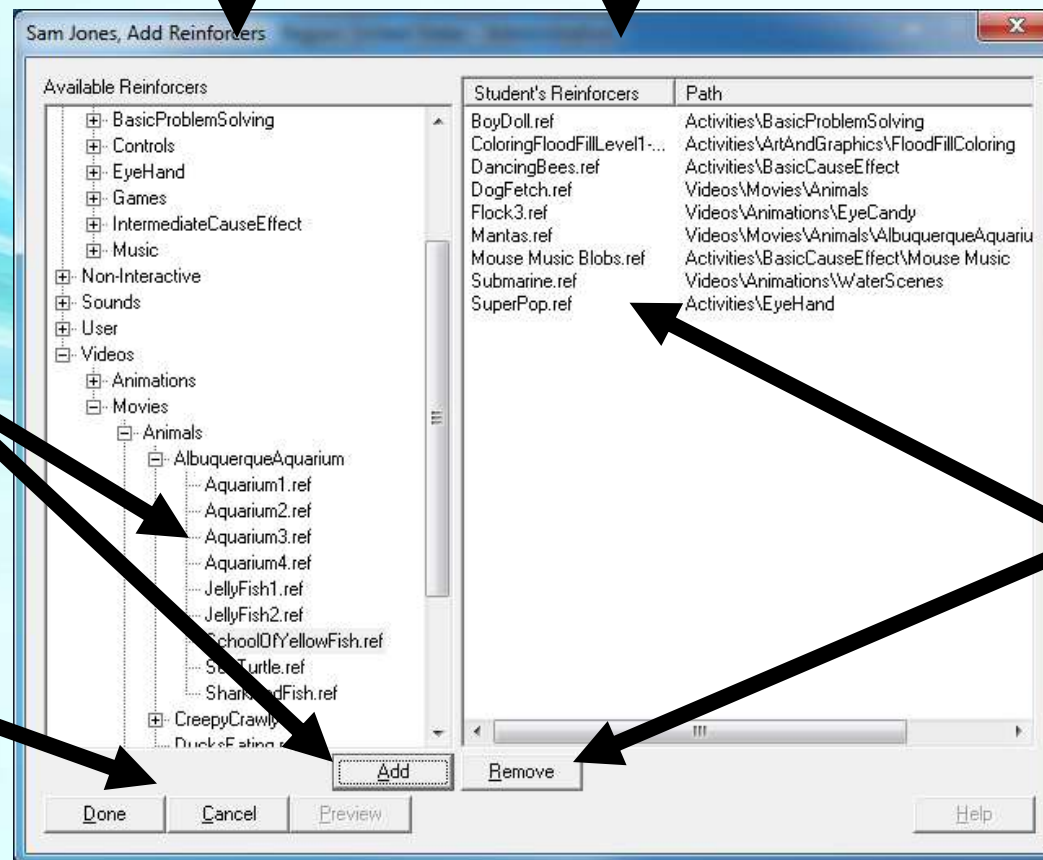 Sam Jones, Add Reinforcers
Available Reinforcers
BasicProblemSolving
Controls
EyeHand
Games
IntermediateCauseEffect
Music
Non-Interactive
Sounds
User
Videos
Animations
Movies
Animals
AlbuquerqueAquarium
Aquarium1.ref
Aquarium2.ref
Aquarium3.ref
Aquarium4.ref
JellyFish1.ref
JellyFish2.ref
SchoolOfYellowFish.ref
SeaTurtle.ref
SharkAndFish.ref
CreepyCrawly
Student's Reinforcers Path
BoyDoll.ref Activities\BasicProblemSolving
ColoringFloodFillLevel1-... Activities\ArtAndGraphics\FloodFillColoring
DancingBees.ref Activities\BasicCauseEffect
DogFetch.ref Videos\Movies\Animals
Flock3.ref Videos\Animations\EyeCandy
Mantas.ref Videos\Movies\Animals\AlbuquerqueAquariu
Mouse Music Blobs.ref Activities\BasicCauseEffect\Mouse Music
Submarine.ref Videos\Animations\WaterScenes
SuperPop.ref Activities\EyeHand
Add Remove
Done Cancel Preview Help